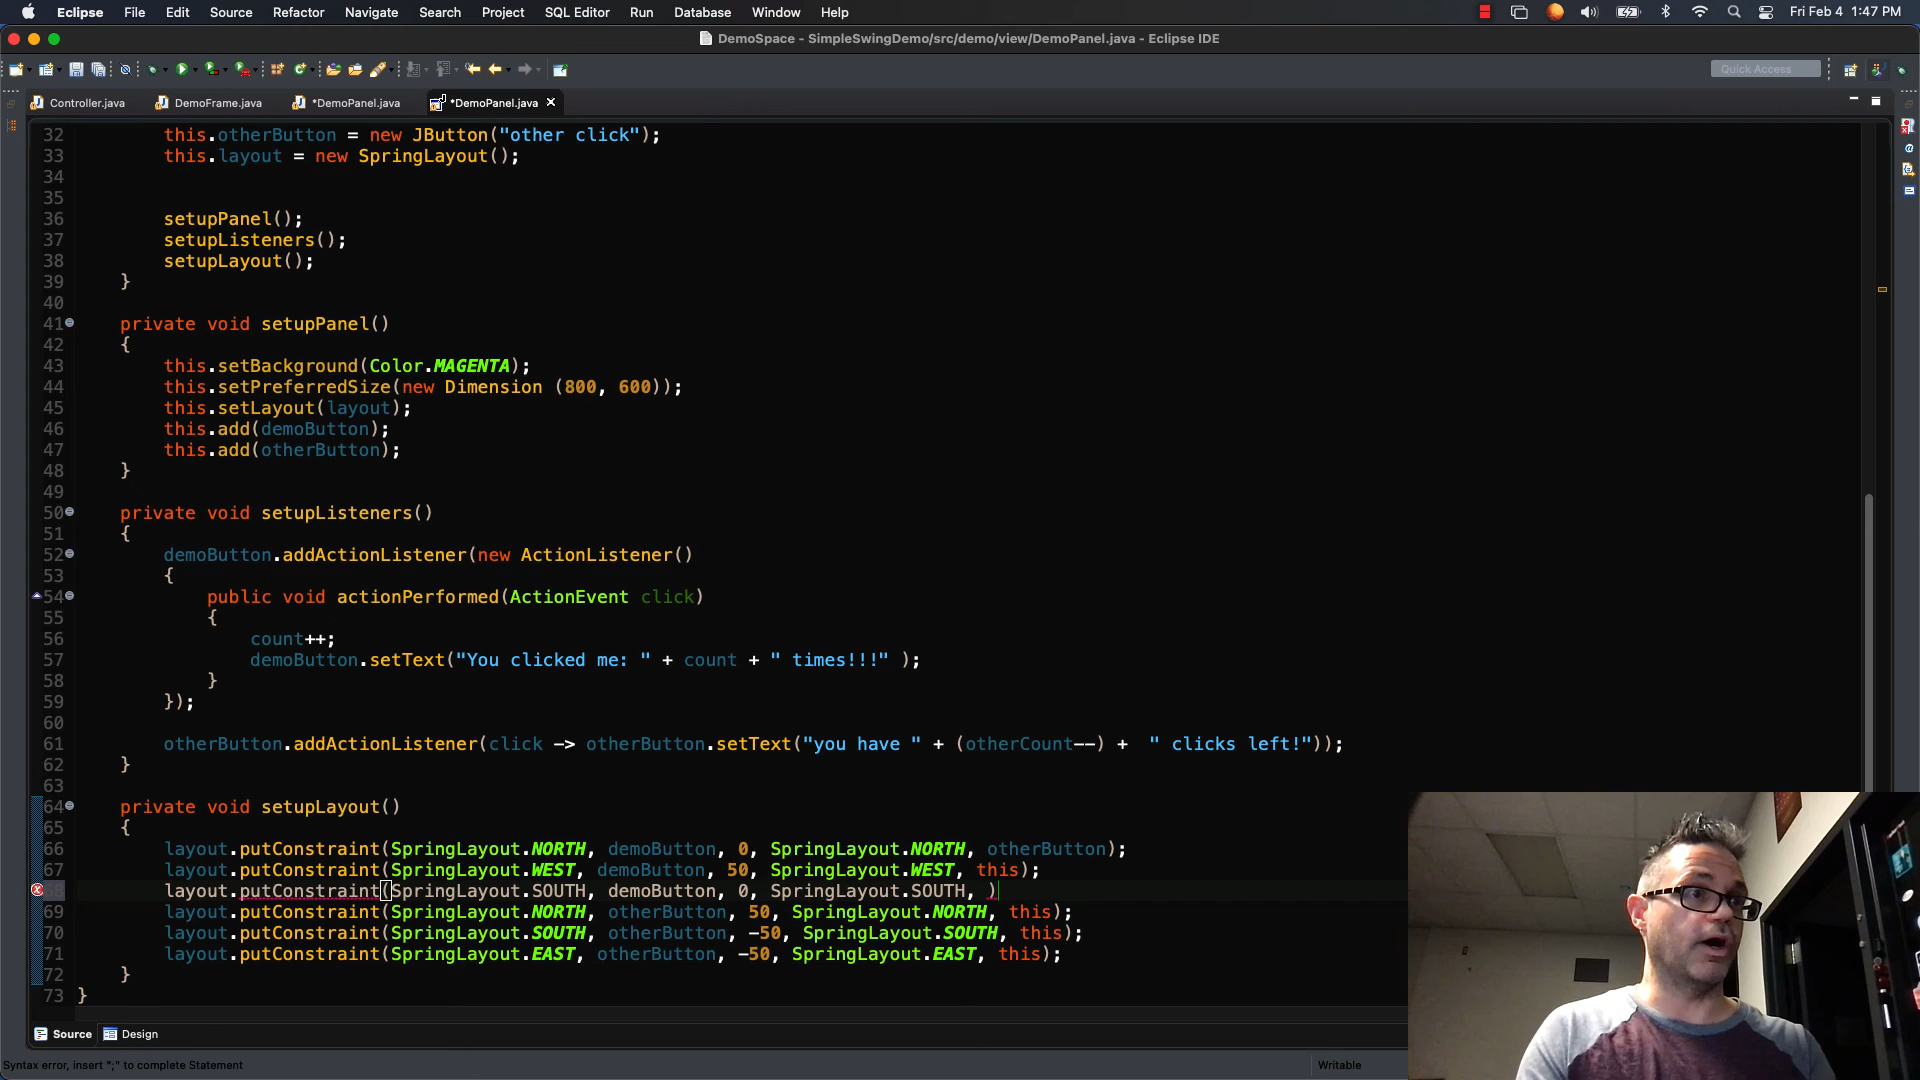 Eclipse File Edit Source Refactor Navigate Search Project SQL Editor Run Database Window Help Fri Feb 4 1:47 PM
DemoSpace - SimpleSwingDemo/src/demo/view/DemoPanel.java - Eclipse IDE
Quick Access
Controller.java DemoFrame.java *DemoPanel.java *DemoPanel.java
32 this.otherButton = new JButton("other click");
33 this.layout = new SpringLayout();
34
35
36 setupPanel();
37 setupListeners();
38 setupLayout();
39 }
40
41 private void setupPanel()
42 {
43 this.setBackground(Color.MAGENTA);
44 this.setPreferredSize(new Dimension (800, 600));
45 this.setLayout(layout);
46 this.add(demoButton);
47 this.add(otherButton);
48 }
49
50 private void setupListeners()
51 {
52 demoButton.addActionListener(new ActionListener()
53 {
54 public void actionPerformed(ActionEvent click)
55 {
56 count++;
57 demoButton.setText("You clicked me: " + count + " times!!!" );
58 }
59 });
60
61 otherButton.addActionListener(click -> otherButton.setText("you have " + (otherCount--) + " clicks left!"));
62 }
63
64 private void setupLayout()
65 {
66 layout.putConstraint(SpringLayout.NORTH, demoButton, 0, SpringLayout.NORTH, otherButton);
67 layout.putConstraint(SpringLayout.WEST, demoButton, 50, SpringLayout.WEST, this);
68 layout.putConstraint(SpringLayout.SOUTH, demoButton, 0, SpringLayout.SOUTH, )
69 layout.putConstraint(SpringLayout.NORTH, otherButton, 50, SpringLayout.NORTH, this);
70 layout.putConstraint(SpringLayout.SOUTH, otherButton, -50, SpringLayout.SOUTH, this);
71 layout.putConstraint(SpringLayout.EAST, otherButton, -50, SpringLayout.EAST, this);
72 }
73 }
Source Design
Syntax error, insert ";" to complete Statement Writable